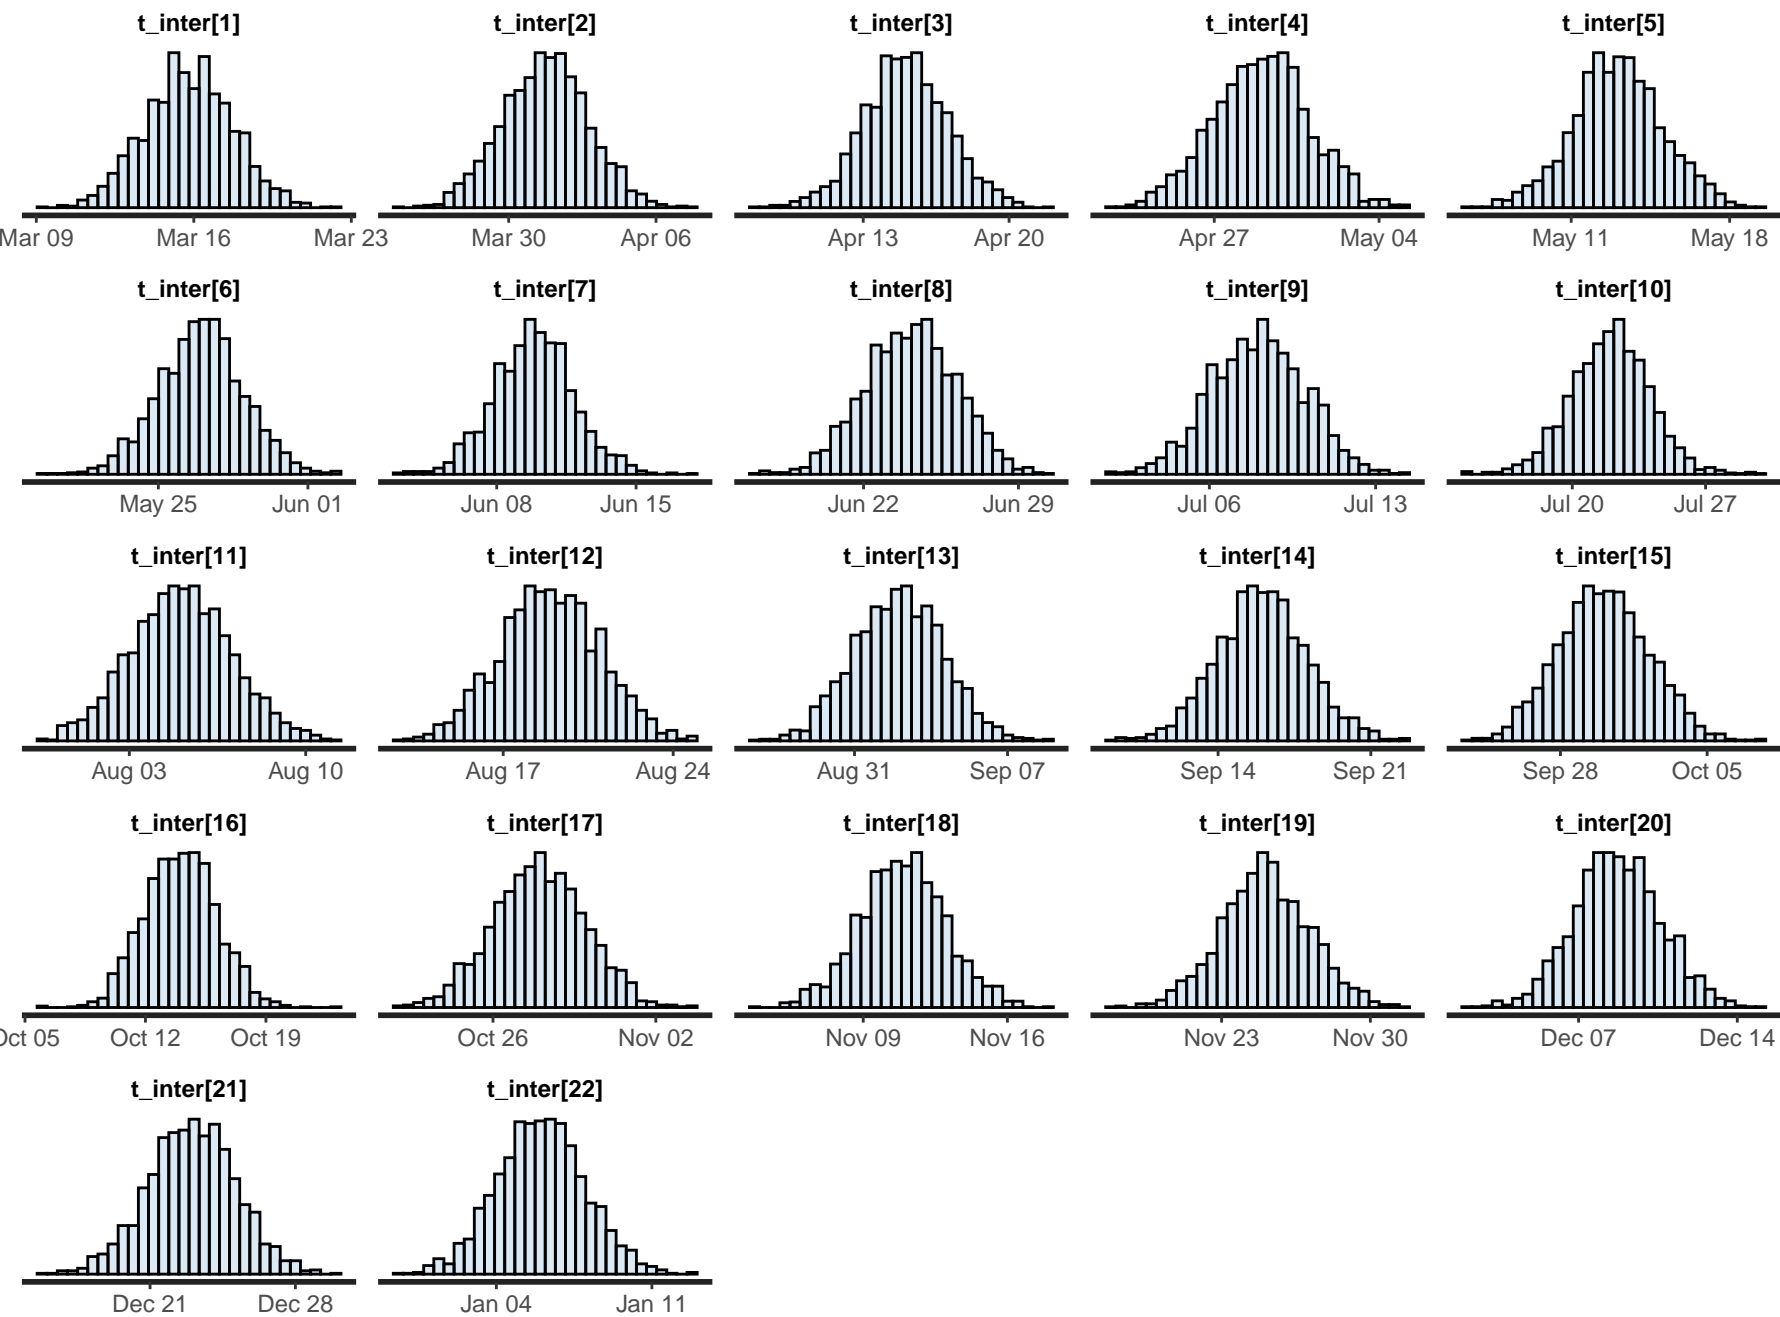 t_inter[1] t_inter[2] t_inter[3] t_inter[4] t_inter[5]
Mar 09 Mar 16 Mar 23 Mar 30 Apr 06 Apr 13 Apr 20 Apr 27 May 04 May 11 May 18
t_inter[6] t_inter[7] t_inter[8] t_inter[9] t_inter[10]
May 25 Jun 01 Jun 08 Jun 15 Jun 22 Jun 29 Jul 06 Jul 13 Jul 20 Jul 27
t_inter[11] t_inter[12] t_inter[13] t_inter[14] t_inter[15]
Aug 03 Aug 10 Aug 17 Aug 24 Aug 31 Sep 07 Sep 14 Sep 21 Sep 28 Oct 05
t_inter[16] t_inter[17] t_inter[18] t_inter[19] t_inter[20]
Oct 05 Oct 12 Oct 19 Oct 26 Nov 02 Nov 09 Nov 16 Nov 23 Nov 30 Dec 07 Dec 14
t_inter[21] t_inter[22]
Dec 21 Dec 28 Jan 04 Jan 11